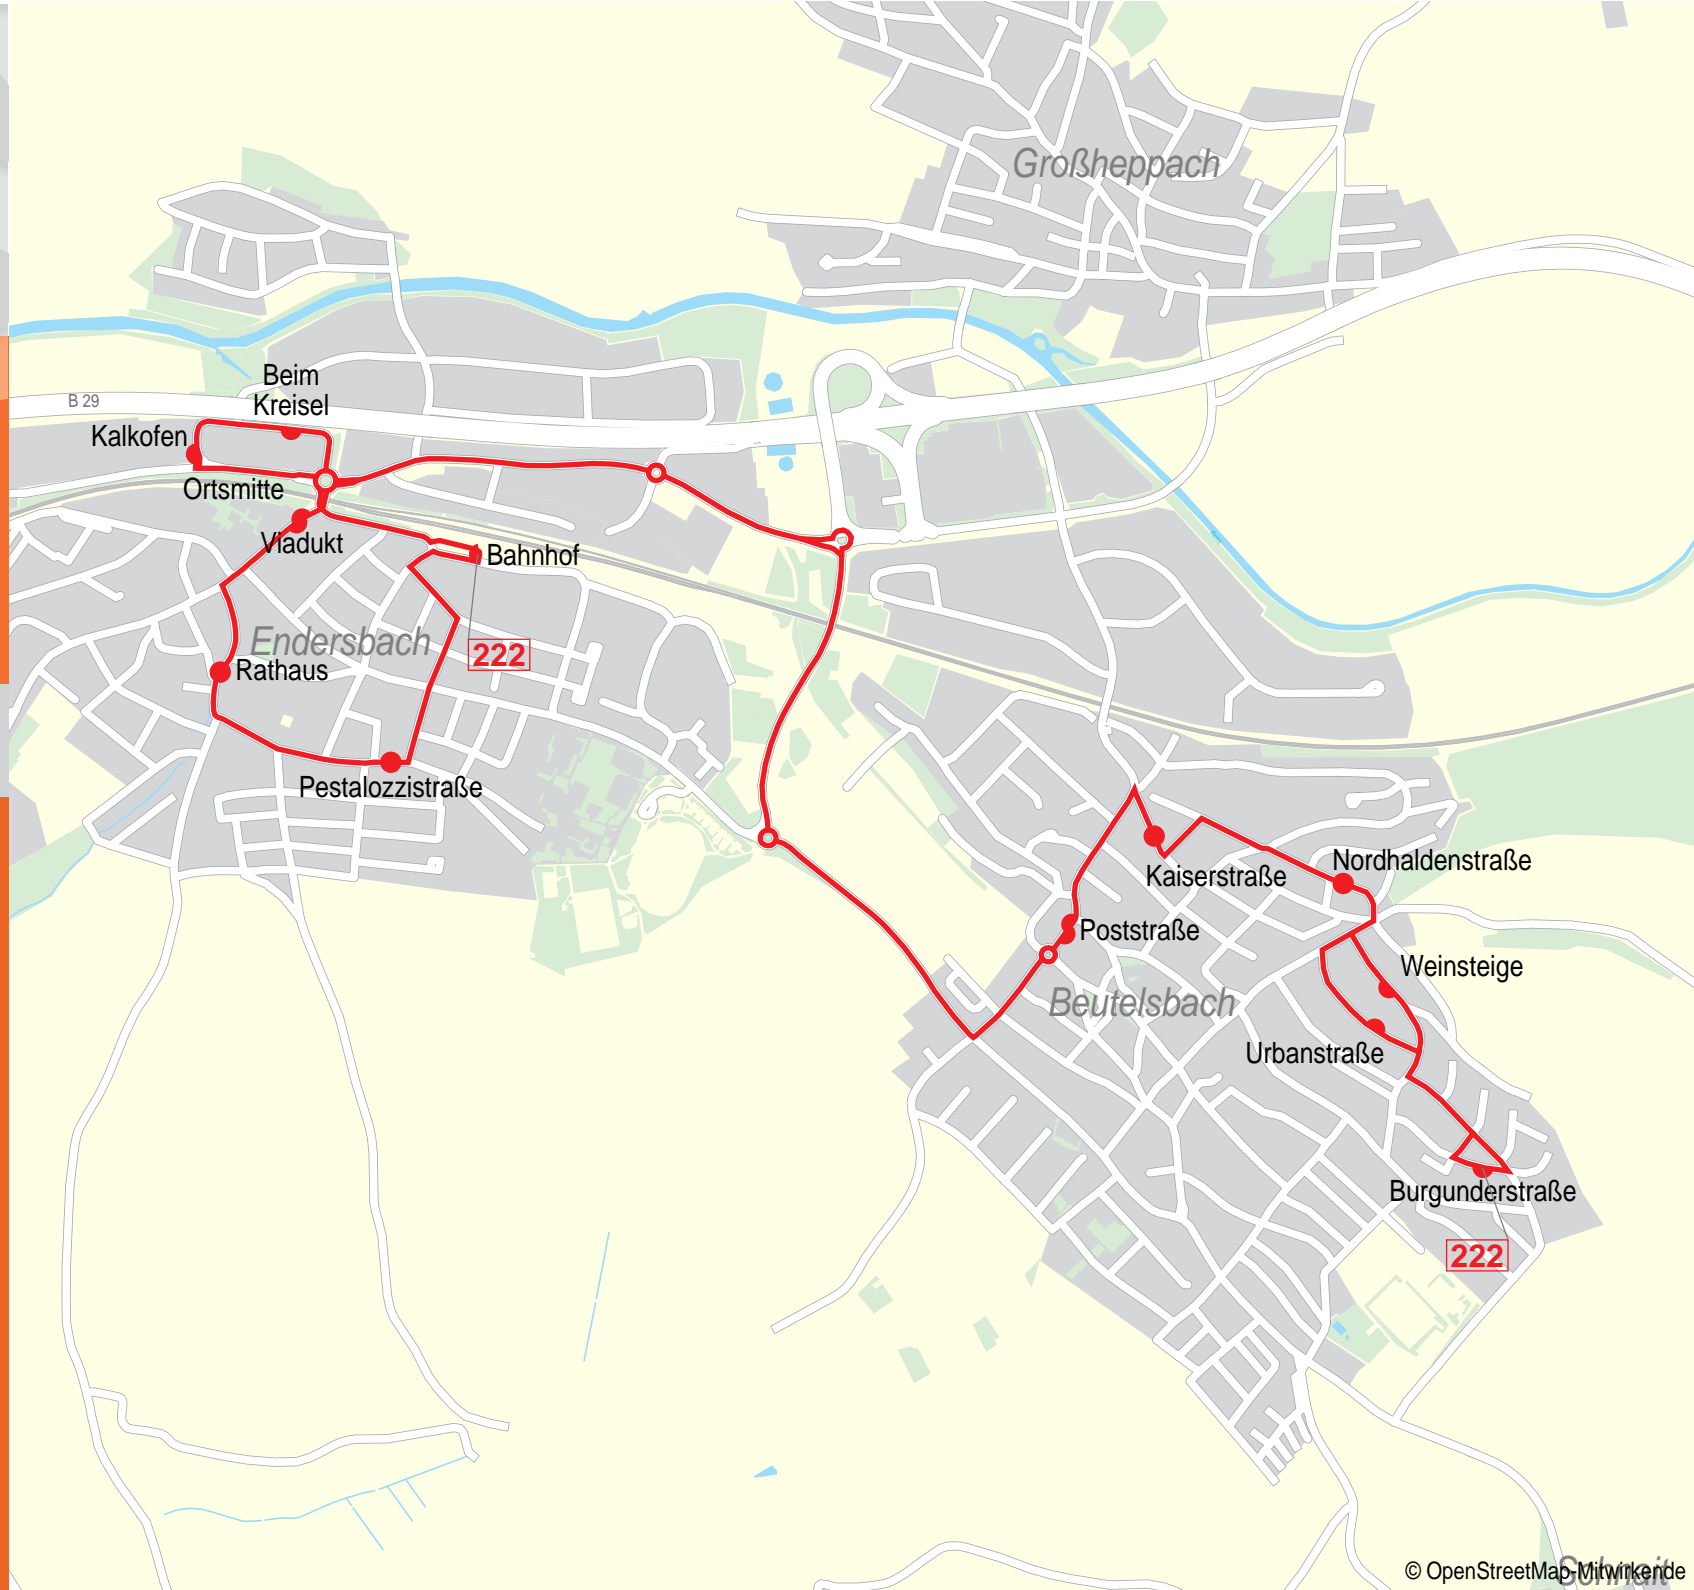 Großheppach
Beim
Kreisel
B 29
Kalkofen
Ortsmitte
Viadukt
Bahnhof
Endersbach
222
Rathaus
Pestalozzistraße
Nordhaldenstraße
Kaiserstraße
Poststraße
Weinsteige
Beutelsbach
Urbanstraße
Burgunderstraße
222
Schnait
© OpenStreetMap-Mitwirkende